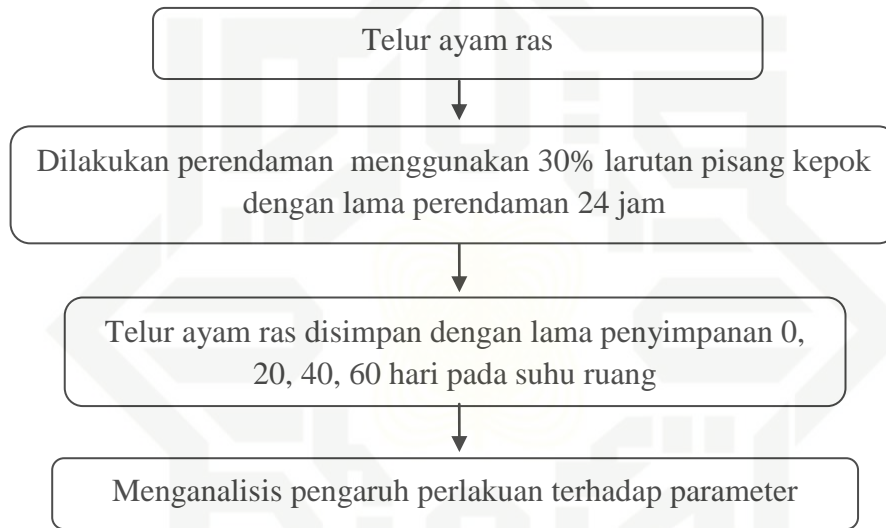 Telur ayam ras
Dilakukan perendaman menggunakan 30% larutan pisang kepok
dengan lama perendaman 24 jam
Telur ayam ras disimpan dengan lama penyimpanan 0,
20, 40, 60 hari pada suhu ruang
Menganalisis pengaruh perlakuan terhadap parameter